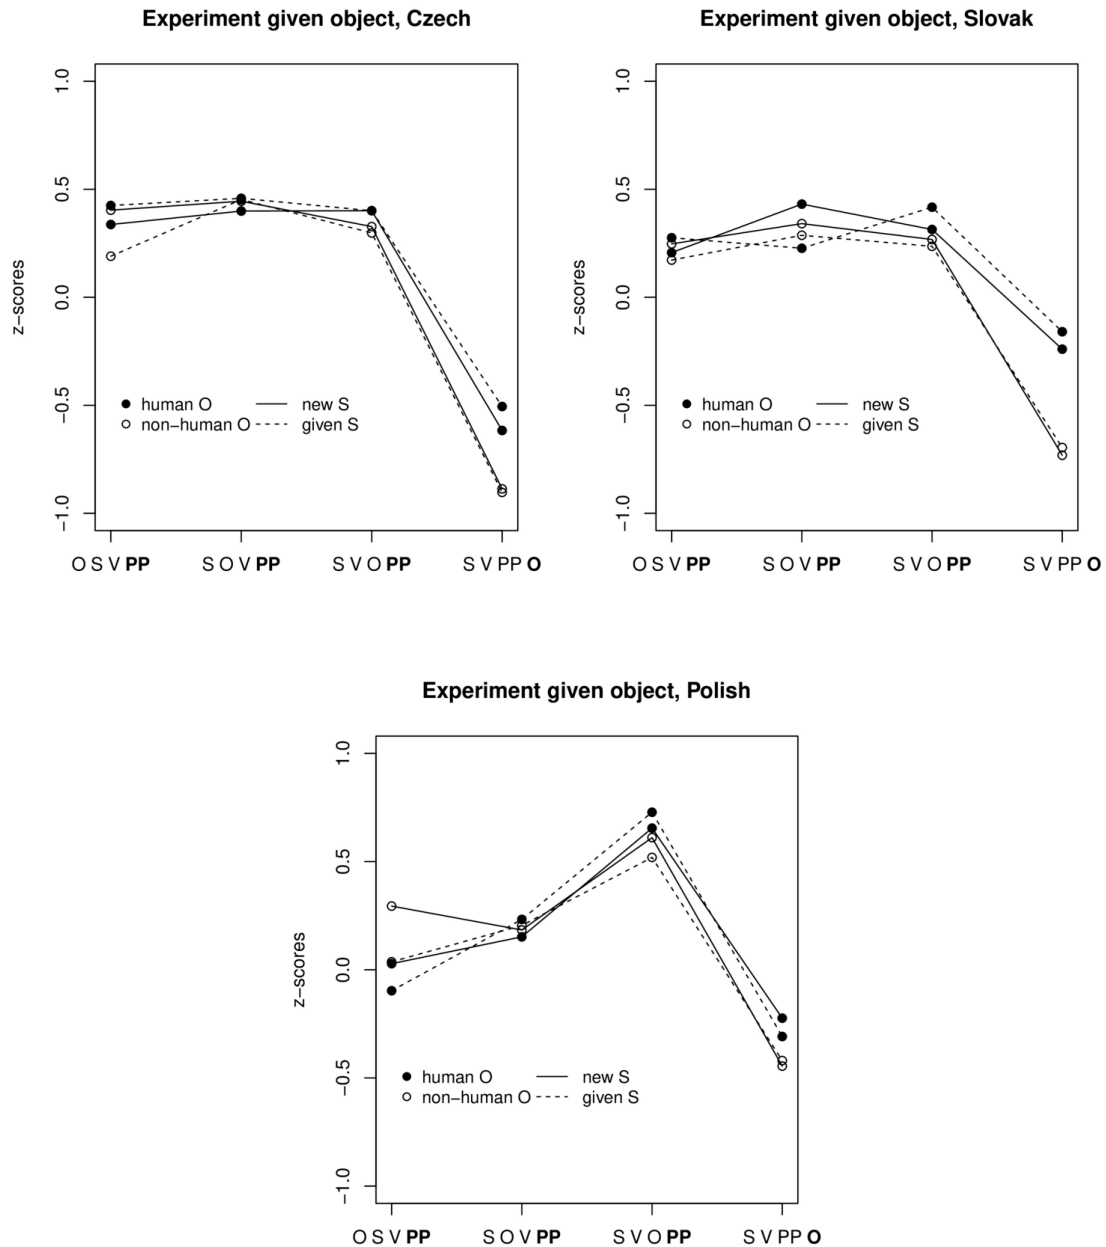 Experiment given object, Czech
z−scores
1.0
0.5
0.0
−0.5
−1.0
human O
new S
non−human O
given S
O S V PP
S O V PP
S V O PP
S V PP O
Experiment given object, Slovak
z−scores
1.0
0.5
0.0
−0.5
−1.0
human O
new S
non−human O
given S
O S V PP
S O V PP
S V O PP
S V PP O
Experiment given object, Polish
z−scores
1.0
0.5
0.0
−0.5
−1.0
human O
new S
non−human O
given S
O S V PP
S O V PP
S V O PP
S V PP O